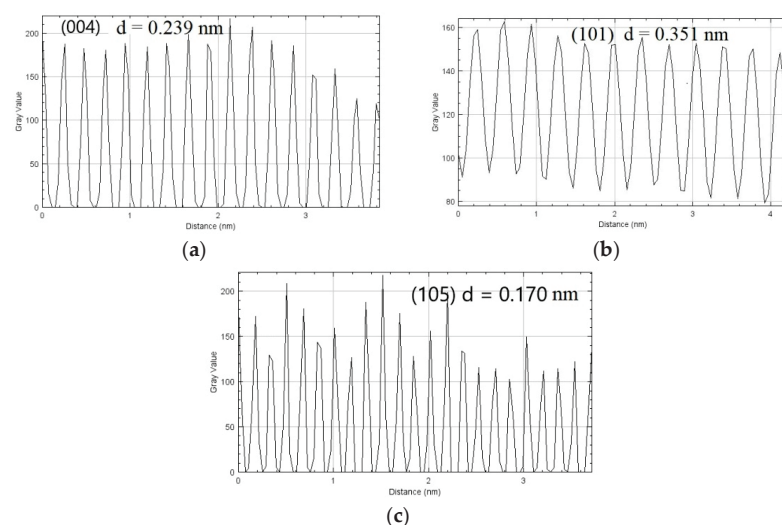 (004) d = 0.239 nm
200
150
100
50
0
Gray Value
0
1
2
3
Distance (nm)
(a)
(101) d = 0.351 nm
160
140
120
100
80
Gray Value
0
1
2
3
4
Distance (nm)
(b)
(105) d = 0.170 nm
200
150
100
50
0
Gray Value
0
1
2
3
Distance (nm)
(c)